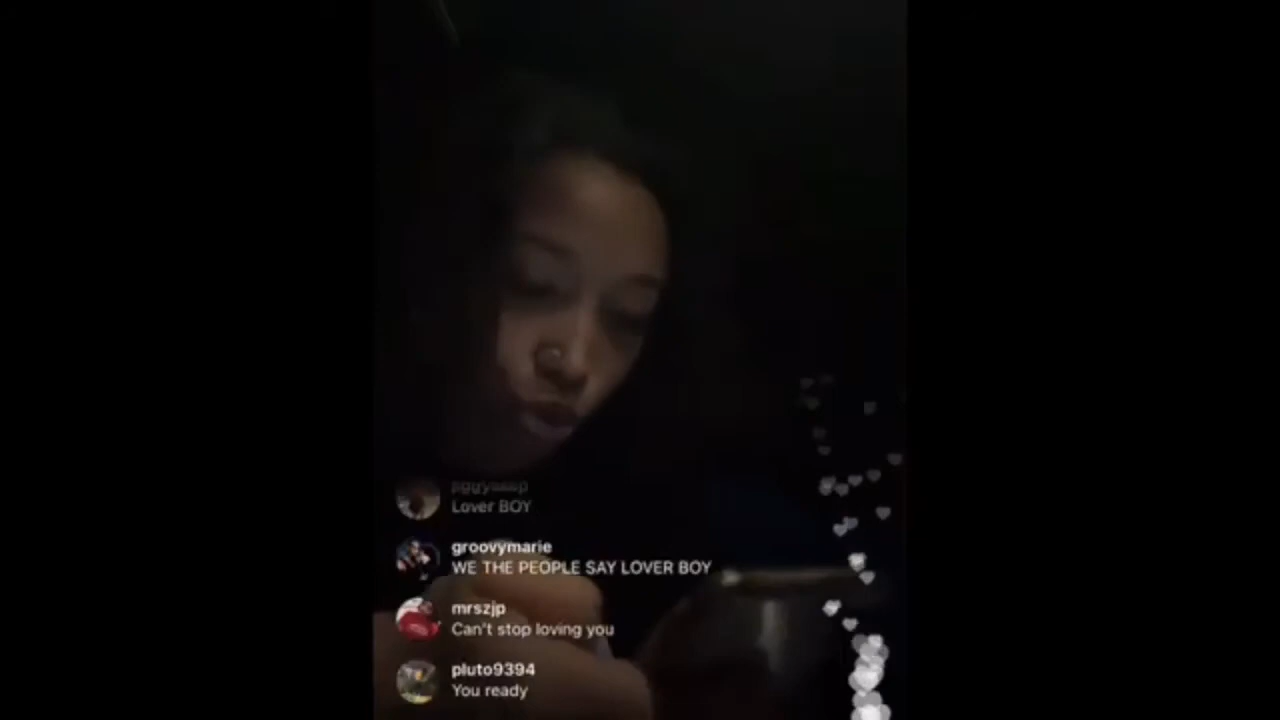 Lover BOY
groovymarie
WE THE PEOPLE SAY LOVER BOY
mrszjp
Can't stop loving you
pluto9394
You ready